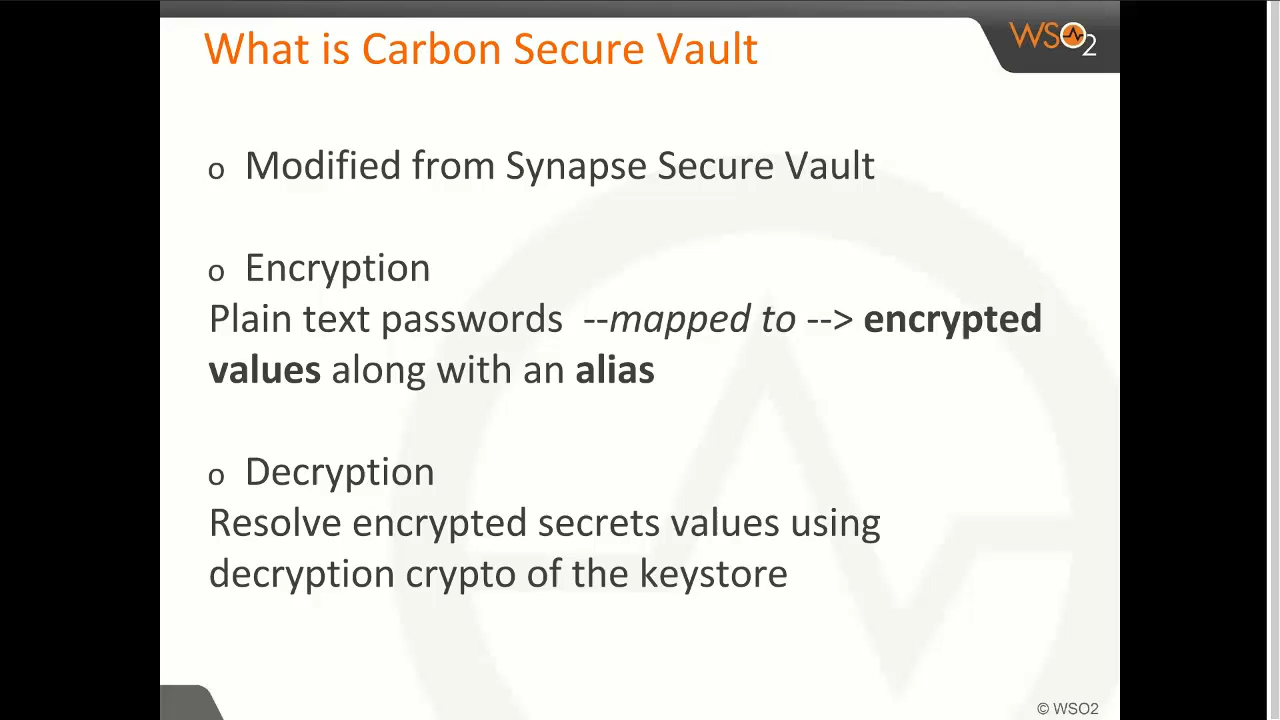 What is Carbon Secure Vault
WSO2
o Modified from Synapse Secure Vault
o Encryption
Plain text passwords --mapped to --> encrypted
values along with an alias
o Decryption
Resolve encrypted secrets values using
decryption crypto of the keystore
© WSO2